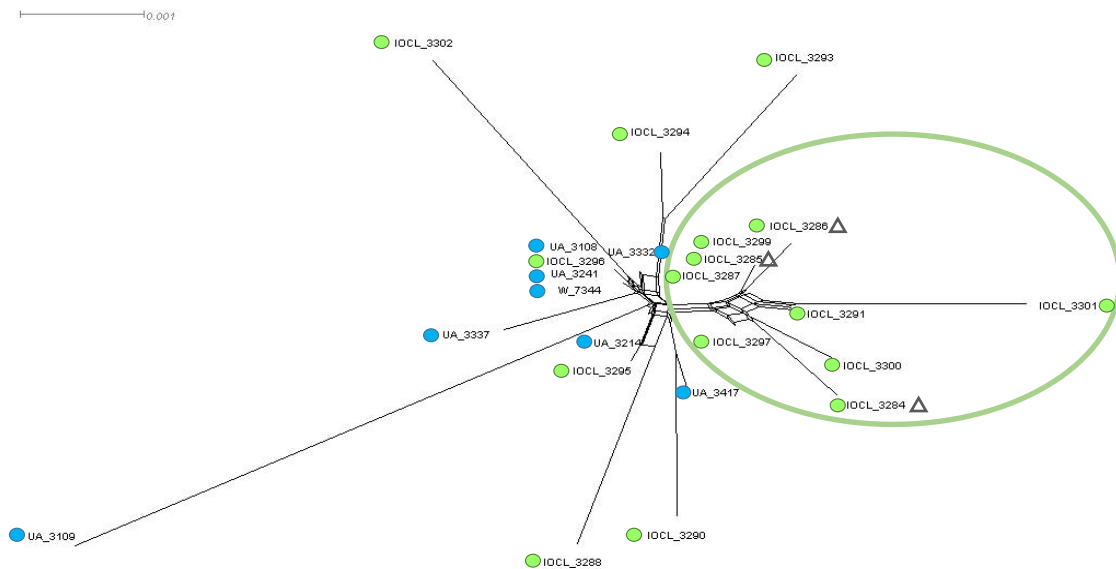 0.001
IOCL_3302
IOCL_3293
IOCL_3294
IOCL_3286
IOCL_3299
UA_3108
UA_3332
IOCL_3285
IOCL_3296
UA_3241
IOCL_3287
W_7344
IOCL_3301
IOCL_3291
UA_3337
UA_3214
IOCL_3297
IOCL_3300
IOCL_3295
UA_3417
IOCL_3284
UA_3109
IOCL_3290
IOCL_3288